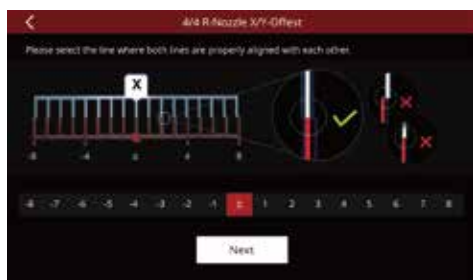 4/4 R-Nozzle X/Y-Offest
Please select the line where both lines are properly aligned with each other.
X
-8 -4 0 4 8
-8 -7 -6 -5 -4 -3 -2 -1 0 1 2 3 4 5 6 7 8
Next